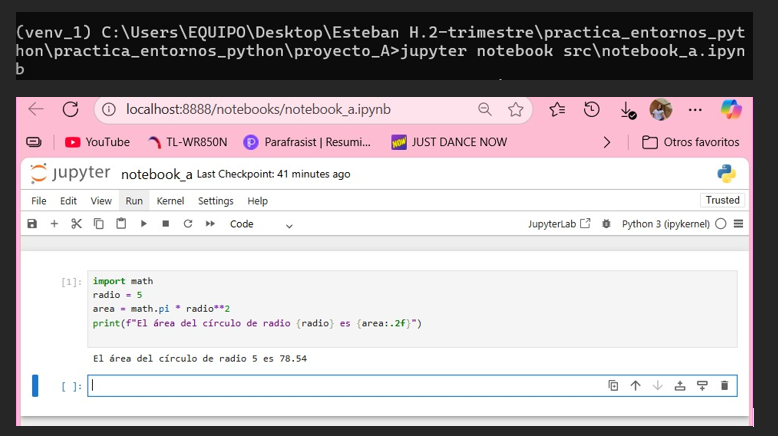 (venv_1) C:\Users\EQUIPO\Desktop\Esteban H.2-trimestre\practica_entornos_pyt
hon\practica_entornos_python\proyecto_A>jupyter notebook src\notebook_a.ipyn
b
localhost:8888/notebooks/notebook_a.ipynb
YouTube TL-WR850N Parafrasist | Resumi... NOW JUST DANCE NOW Otros favoritos
jupyter notebook_a Last Checkpoint: 41 minutes ago
File Edit View Run Kernel Settings Help Trusted
Code JupyterLab Python 3 (ipykernel)
[1]: import math
radio = 5
area = math.pi * radio**2
print(f"El área del círculo de radio {radio} es {area:.2f}")
El área del círculo de radio 5 es 78.54
[ ]: